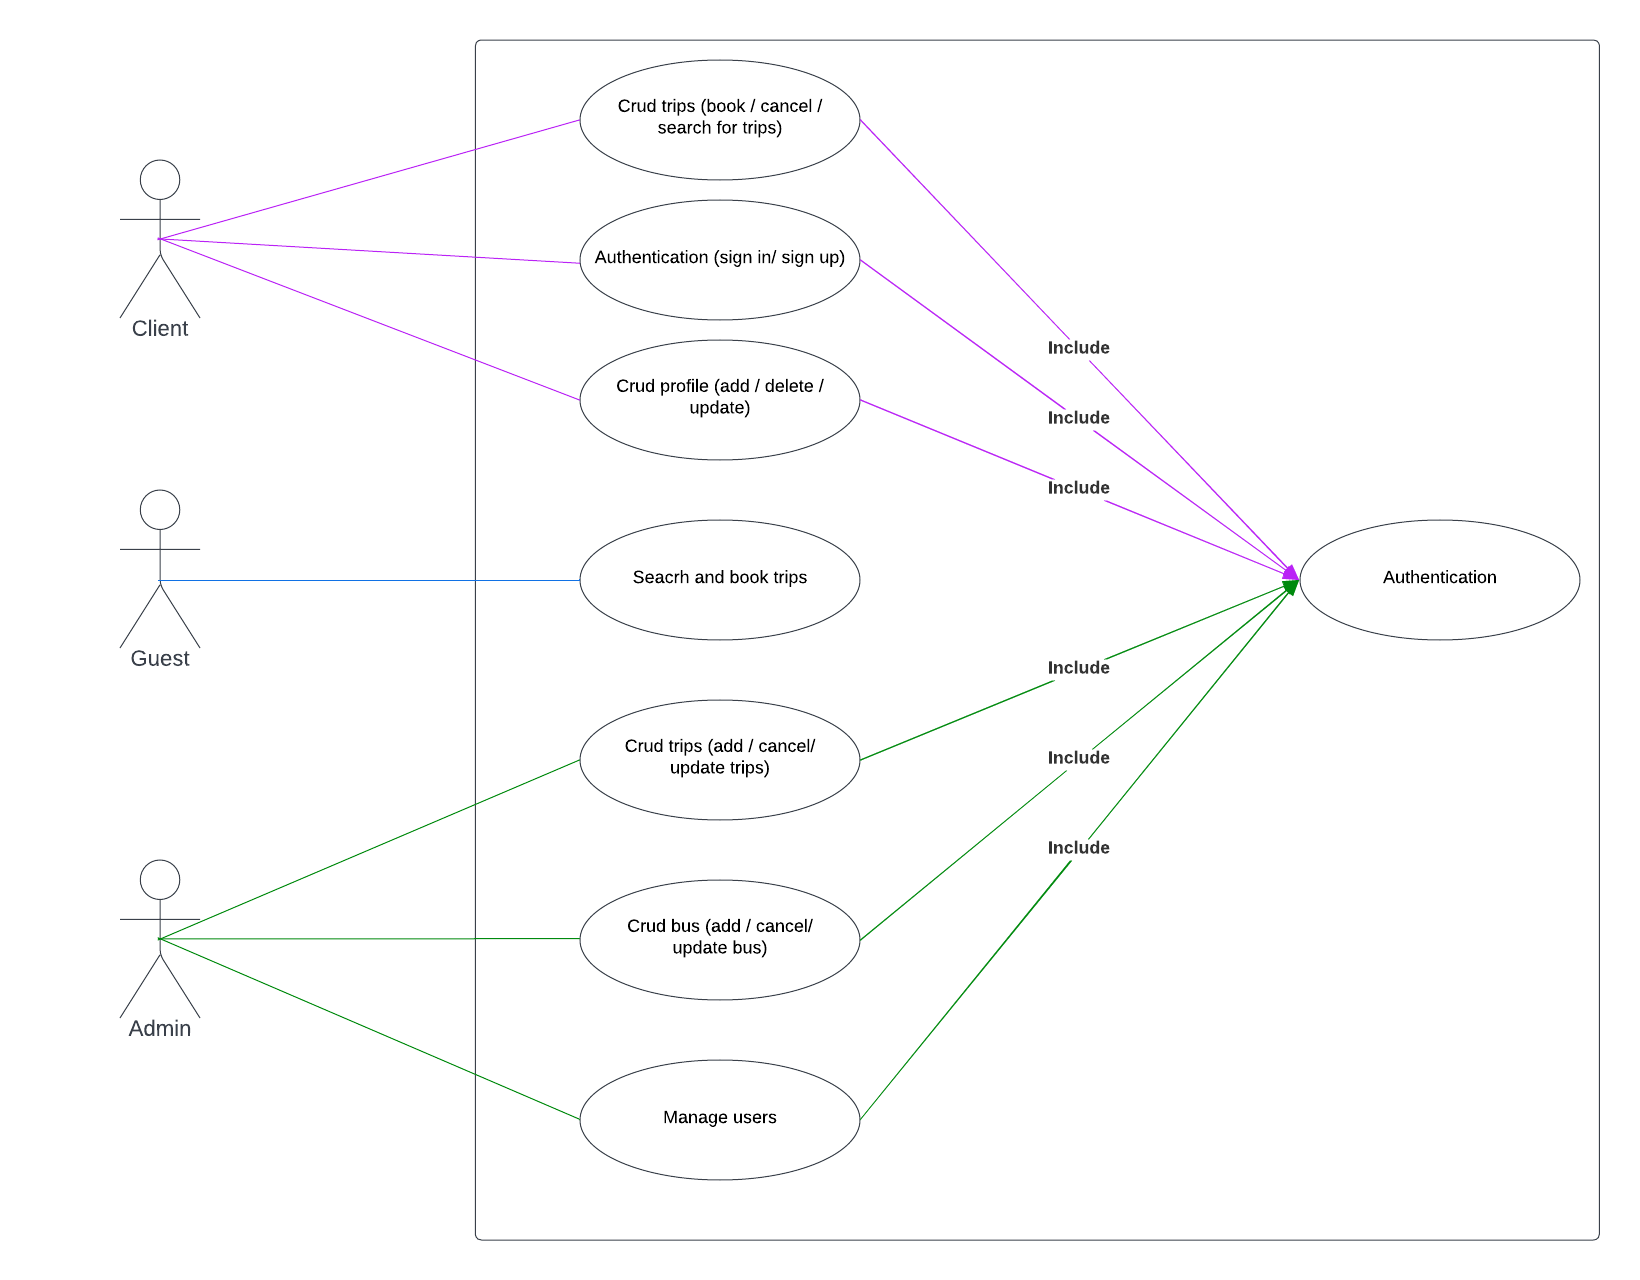 Crud trips (book / cancel /
search for trips)
Authentication (sign in/ sign up)
Client
Include
Crud profile (add / delete /
update)
Include
Include
Seacrh and book trips
Authentication
Guest
Include
Crud trips (add / cancel/
update trips)
Include
Include
Crud bus (add / cancel/
update bus)
Admin
Manage users